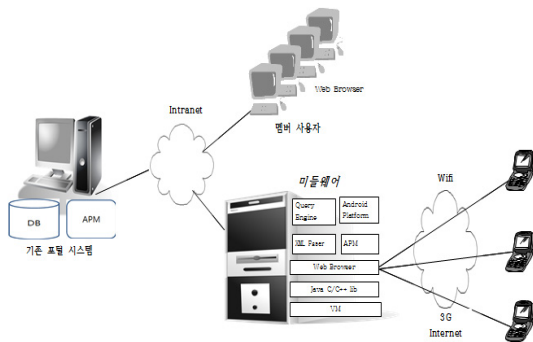 Web Browser
Intranet
멤버 사용자
미들웨어
Wifi
Query
Engine
Android
Platform
DB
APM
기존 포털 시스템
XML Paser
APM
Web Browser
Java C/C++ lib
VM
3G
Internet